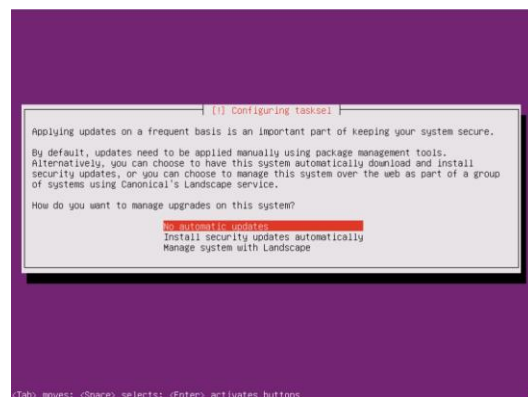 [!] Configuring tasksel
Applying updates on a frequent basis is an important part of keeping your system secure.
By default, updates need to be applied manually using package management tools.
Alternatively, you can choose to have this system automatically download and install
security updates, or you can choose to manage this system over the web as part of a group
of systems using Canonical's Landscape service.
How do you want to manage upgrades on this system?
No automatic updates
Install security updates automatically
Manage system with Landscape
<Tab> moves; <Space> selects; <Enter> activates buttons